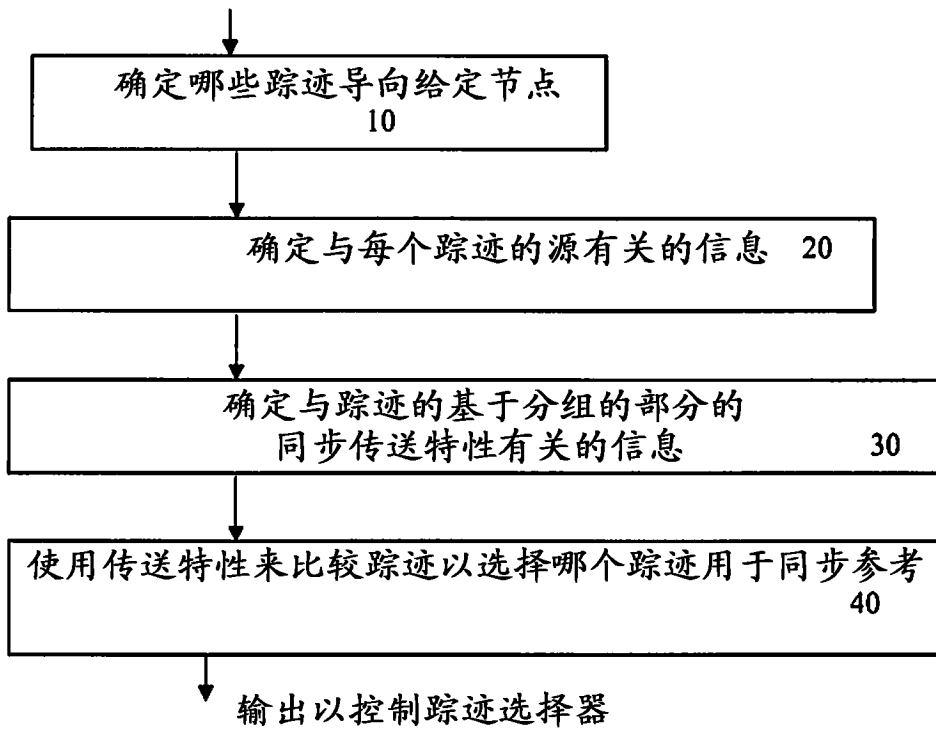 确定哪些踪迹导向给定节点
10
确定与每个踪迹的源有关的信息 20
确定与踪迹的基于分组的部分的
同步传送特性有关的信息 30
使用传送特性来比较踪迹以选择哪个踪迹用于同步参考
40
输出以控制踪迹选择器